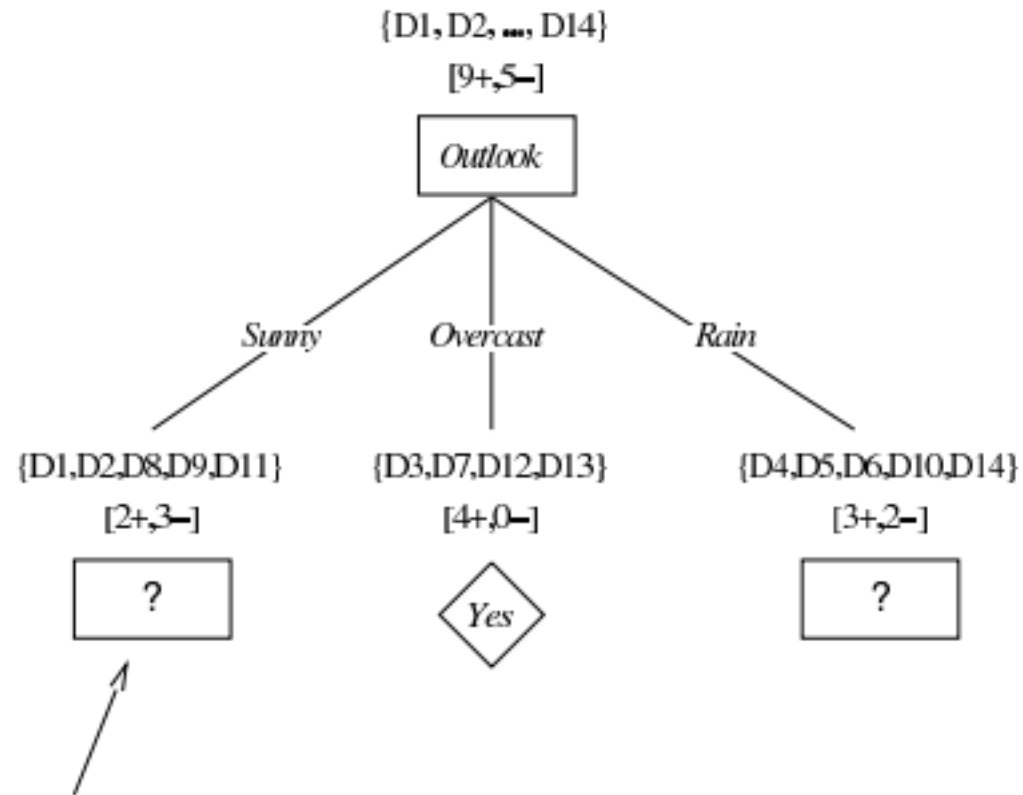 {D1, D2, ..., D14}
[9+,5−]
Outlook
Sunny Overcast Rain
{D1,D2,D8,D9,D11} {D3,D7,D12,D13} {D4,D5,D6,D10,D14}
[2+,3−] [4+,0−] [3+,2−]
? Yes ?